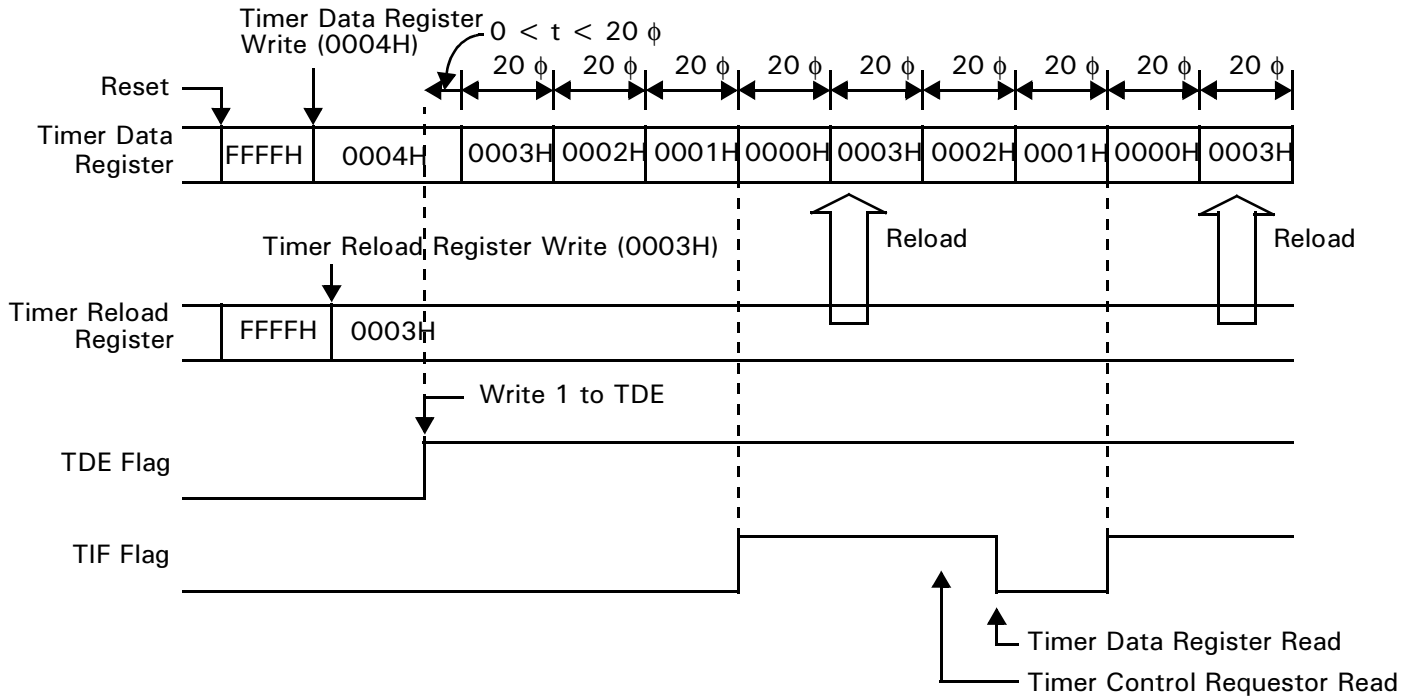 Timer Data Register
Write (0004H)
0 < t < 20 ϕ
20 ϕ 20 ϕ 20 ϕ 20 ϕ 20 ϕ 20 ϕ 20 ϕ 20 ϕ 20 ϕ
Reset
Timer Data
Register
FFFFH 0004H 0003H 0002H 0001H 0000H 0003H 0002H 0001H 0000H 0003H
Reload
Reload
Timer Reload Register Write (0003H)
Timer Reload
Register
FFFFH 0003H
Write 1 to TDE
TDE Flag
TIF Flag
Timer Data Register Read
Timer Control Requestor Read